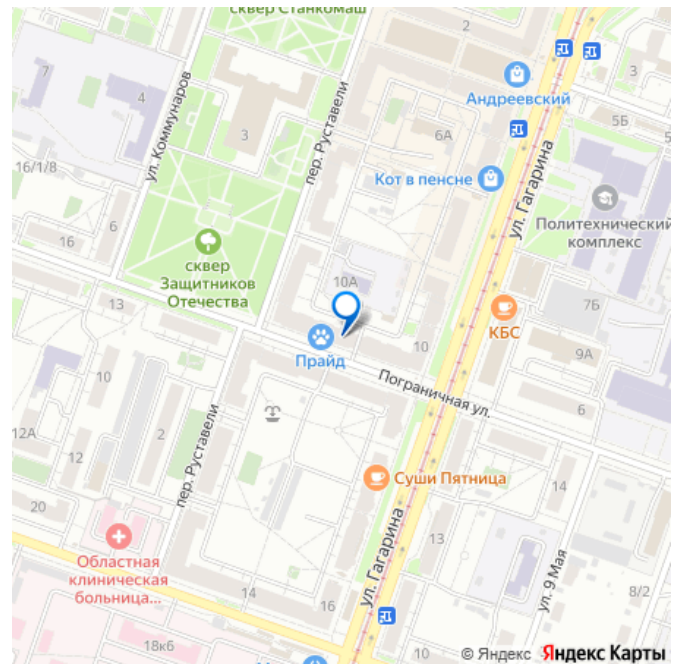 сквер Станкомаш
2
7
4
ул. Коммунаров
3
пер. Руставели
Андреевский
3
6А
5Б
5
16/1/8
Кот в пенсне
ул. Гагарина
6
16
Политехнический
комплекс
сквер
Защитников
Отечества
10А
13
7Б
КБС
Прайд
10
9А
Пограничная ул.
6
12А
2
пер. Руставели
12
Суши Пятница
14
20
ул. Гагарина
13
Областная
клиническая
больница...
14
16
ул. 9 Мая
8/2
18к6
© Яндекс Яндекс Карты